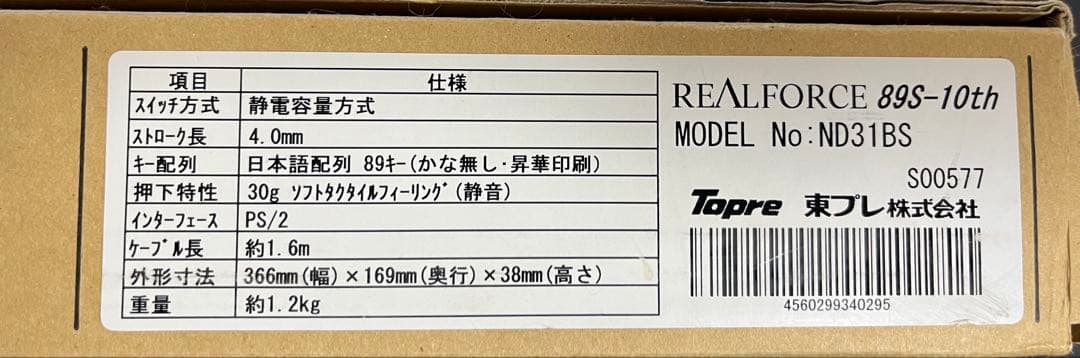 項目 仕様
スイッチ方式 静電容量方式
ストローク長 4.0mm
キー配列 日本語配列 89キー(かな無し・昇華印刷)
押下特性 30g ソフトタクタイルフィーリング(静音)
インターフェース PS/2
ケーブル長 約1.6m
外形寸法 366mm(幅)×169mm(奥行)×38mm(高さ)
重量 約1.2kg
REALFORCE 89S-10th
MODEL No:ND31BS
S00577
Topre 東プレ株式会社
4560299340295